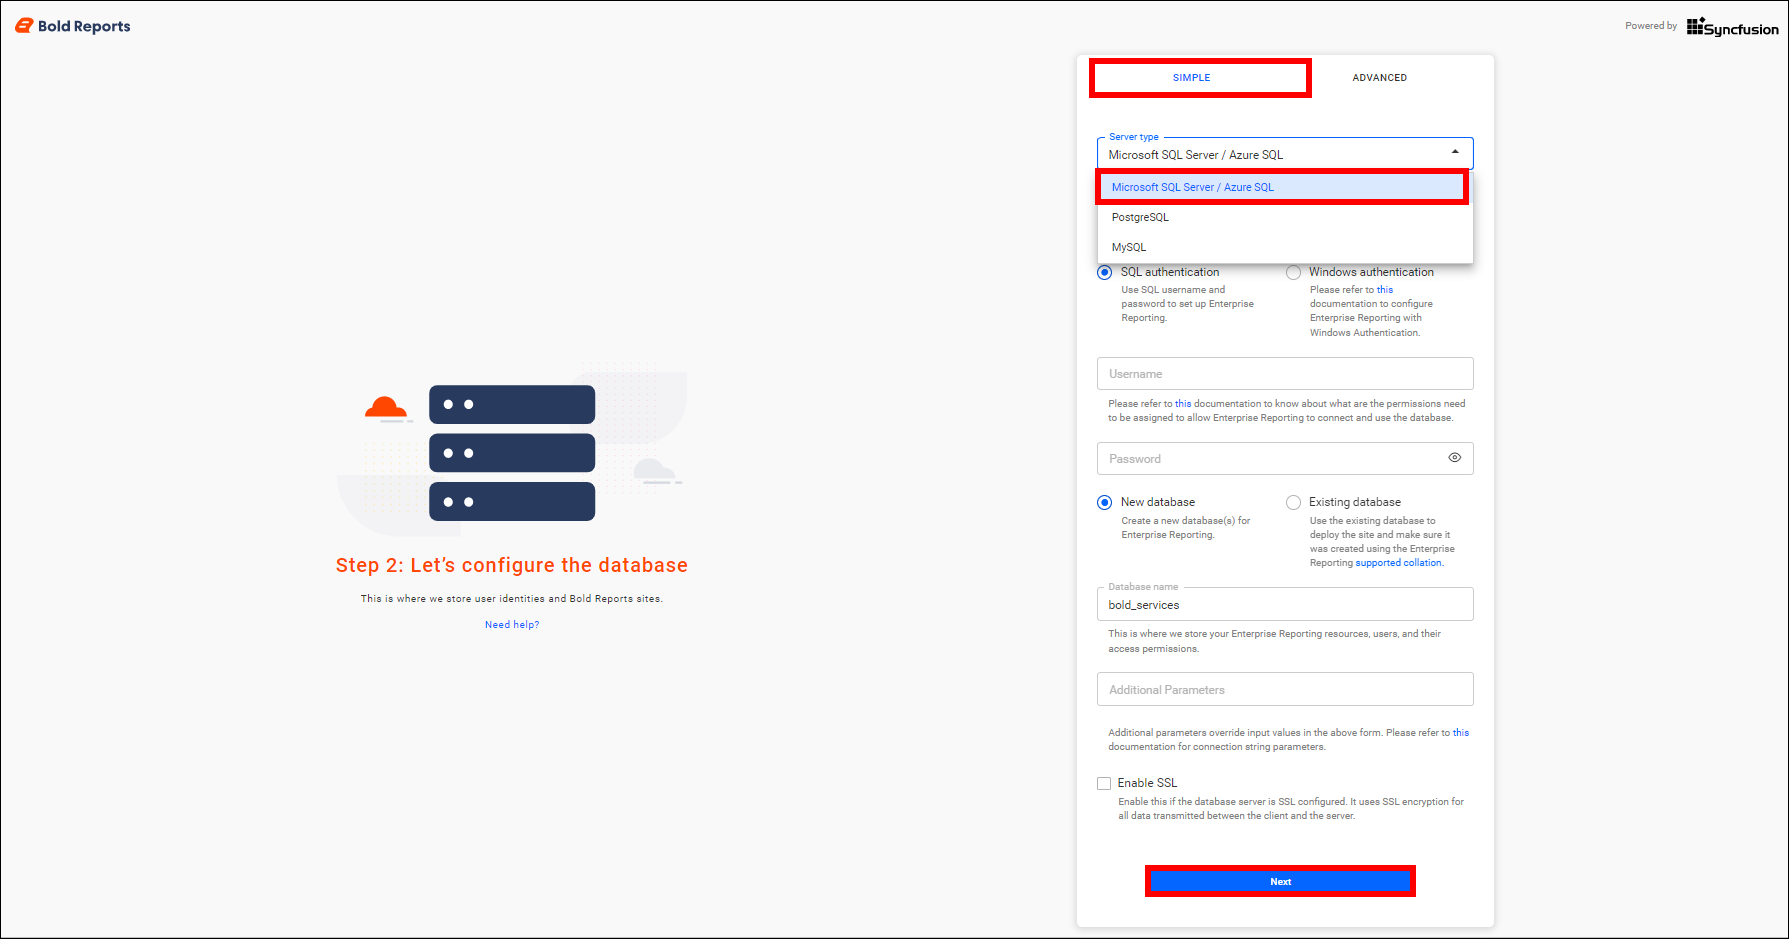 Bold Reports
Powered by Syncfusion
SIMPLE
ADVANCED
Server type
Microsoft SQL Server / Azure SQL
Microsoft SQL Server / Azure SQL
PostgreSQL
MySQL
SQL authentication
Use SQL username and
password to set up Enterprise
Reporting.
Windows authentication
Please refer to this
documentation to configure
Enterprise Reporting with
Windows Authentication.
Username
Please refer to this documentation to know about what are the permissions need
to be assigned to allow Enterprise Reporting to connect and use the database.
Password
New database
Create a new database(s) for
Enterprise Reporting.
Existing database
Use the existing database to
deploy the site and make sure it
was created using the Enterprise
Reporting supported collation.
Database name
bold_services
This is where we store your Enterprise Reporting resources, users, and their
access permissions.
Additional Parameters
Additional parameters override input values in the above form. Please refer to this
documentation for connection string parameters.
Enable SSL
Enable this if the database server is SSL configured. It uses SSL encryption for
all data transmitted between the client and the server.
Next
Step 2: Let’s configure the database
This is where we store user identities and Bold Reports sites.
Need help?